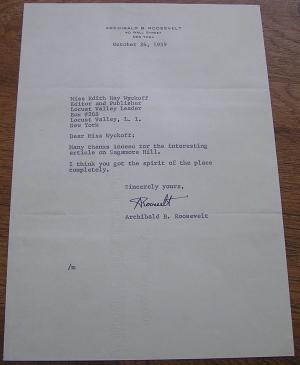 ARCHIBALD B. ROOSEVELT
40 WALL STREET
NEW YORK
October 26, 1959
Miss Edith Hay Wyckoff
Editor and Publisher
Locust Valley Leader
Box #268
Locust Valley, L. I.
New York
Dear Miss Wyckoff:
Many thanks indeed for the interesting
article on Sagamore Hill.
I think you got the spirit of the place
completely.
Sincerely yours,
ARoosevelt
Archibald B. Roosevelt
/m